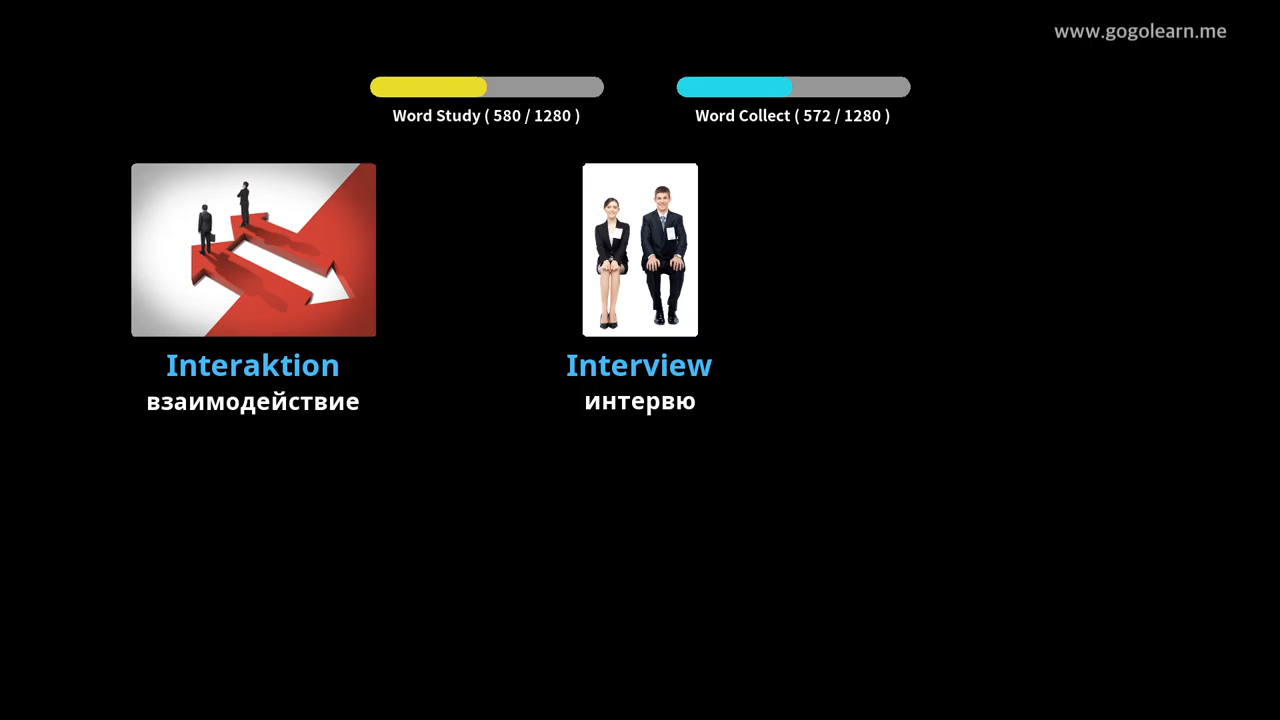 www.gogolearn.me
Word Study ( 580 / 1280 )
Word Collect ( 572 / 1280 )
Interaktion
взаимодействие
Interview
интервю